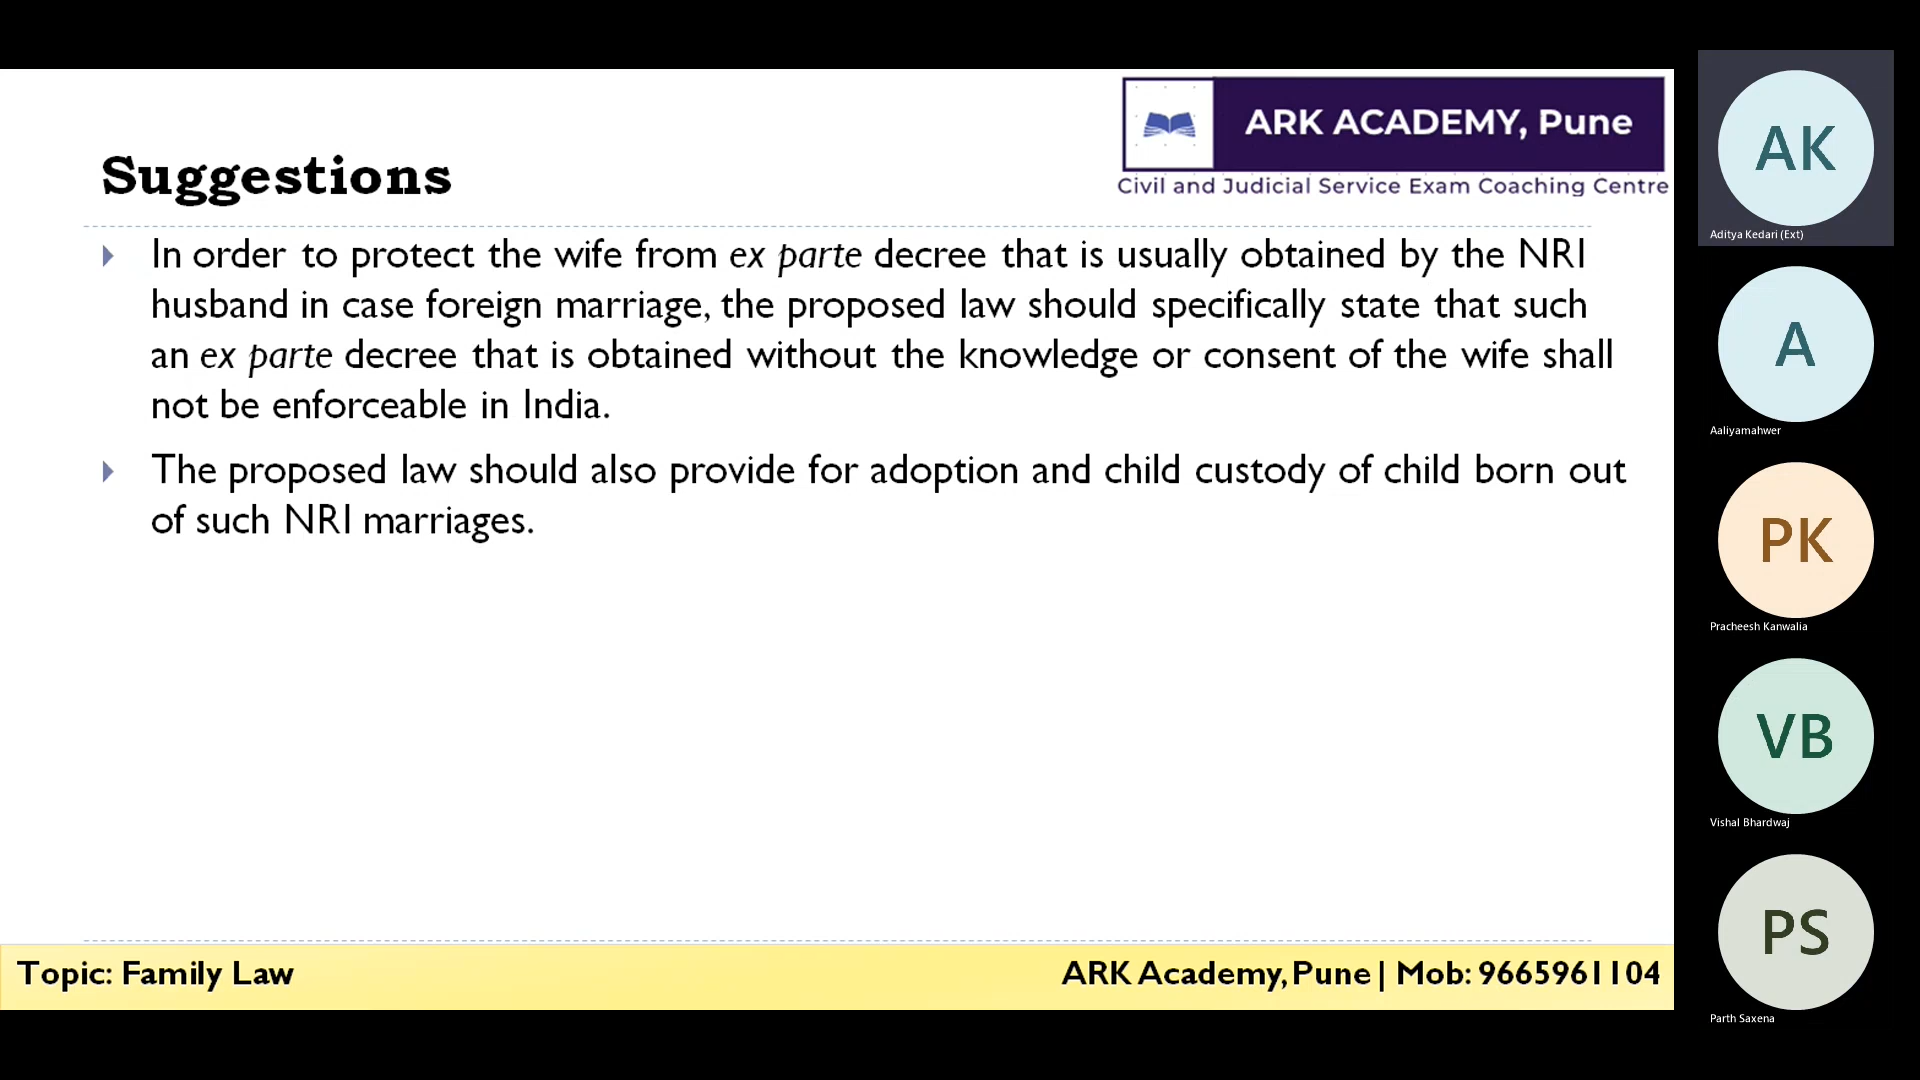 ARK ACADEMY, Pune
Civil and Judicial Service Exam Coaching Centre
Suggestions
In order to protect the wife from ex parte decree that is usually obtained by the NRI
husband in case foreign marriage, the proposed law should specifically state that such
an ex parte decree that is obtained without the knowledge or consent of the wife shall
not be enforceable in India.
The proposed law should also provide for adoption and child custody of child born out
of such NRI marriages.
Topic: Family Law
ARK Academy, Pune | Mob: 9665961104
AK
Aditya Kedari (Ext)
A
Aaliyamahwer
PK
Pracheesh Kanwalia
VB
Vishal Bhardwaj
PS
Parth Saxena